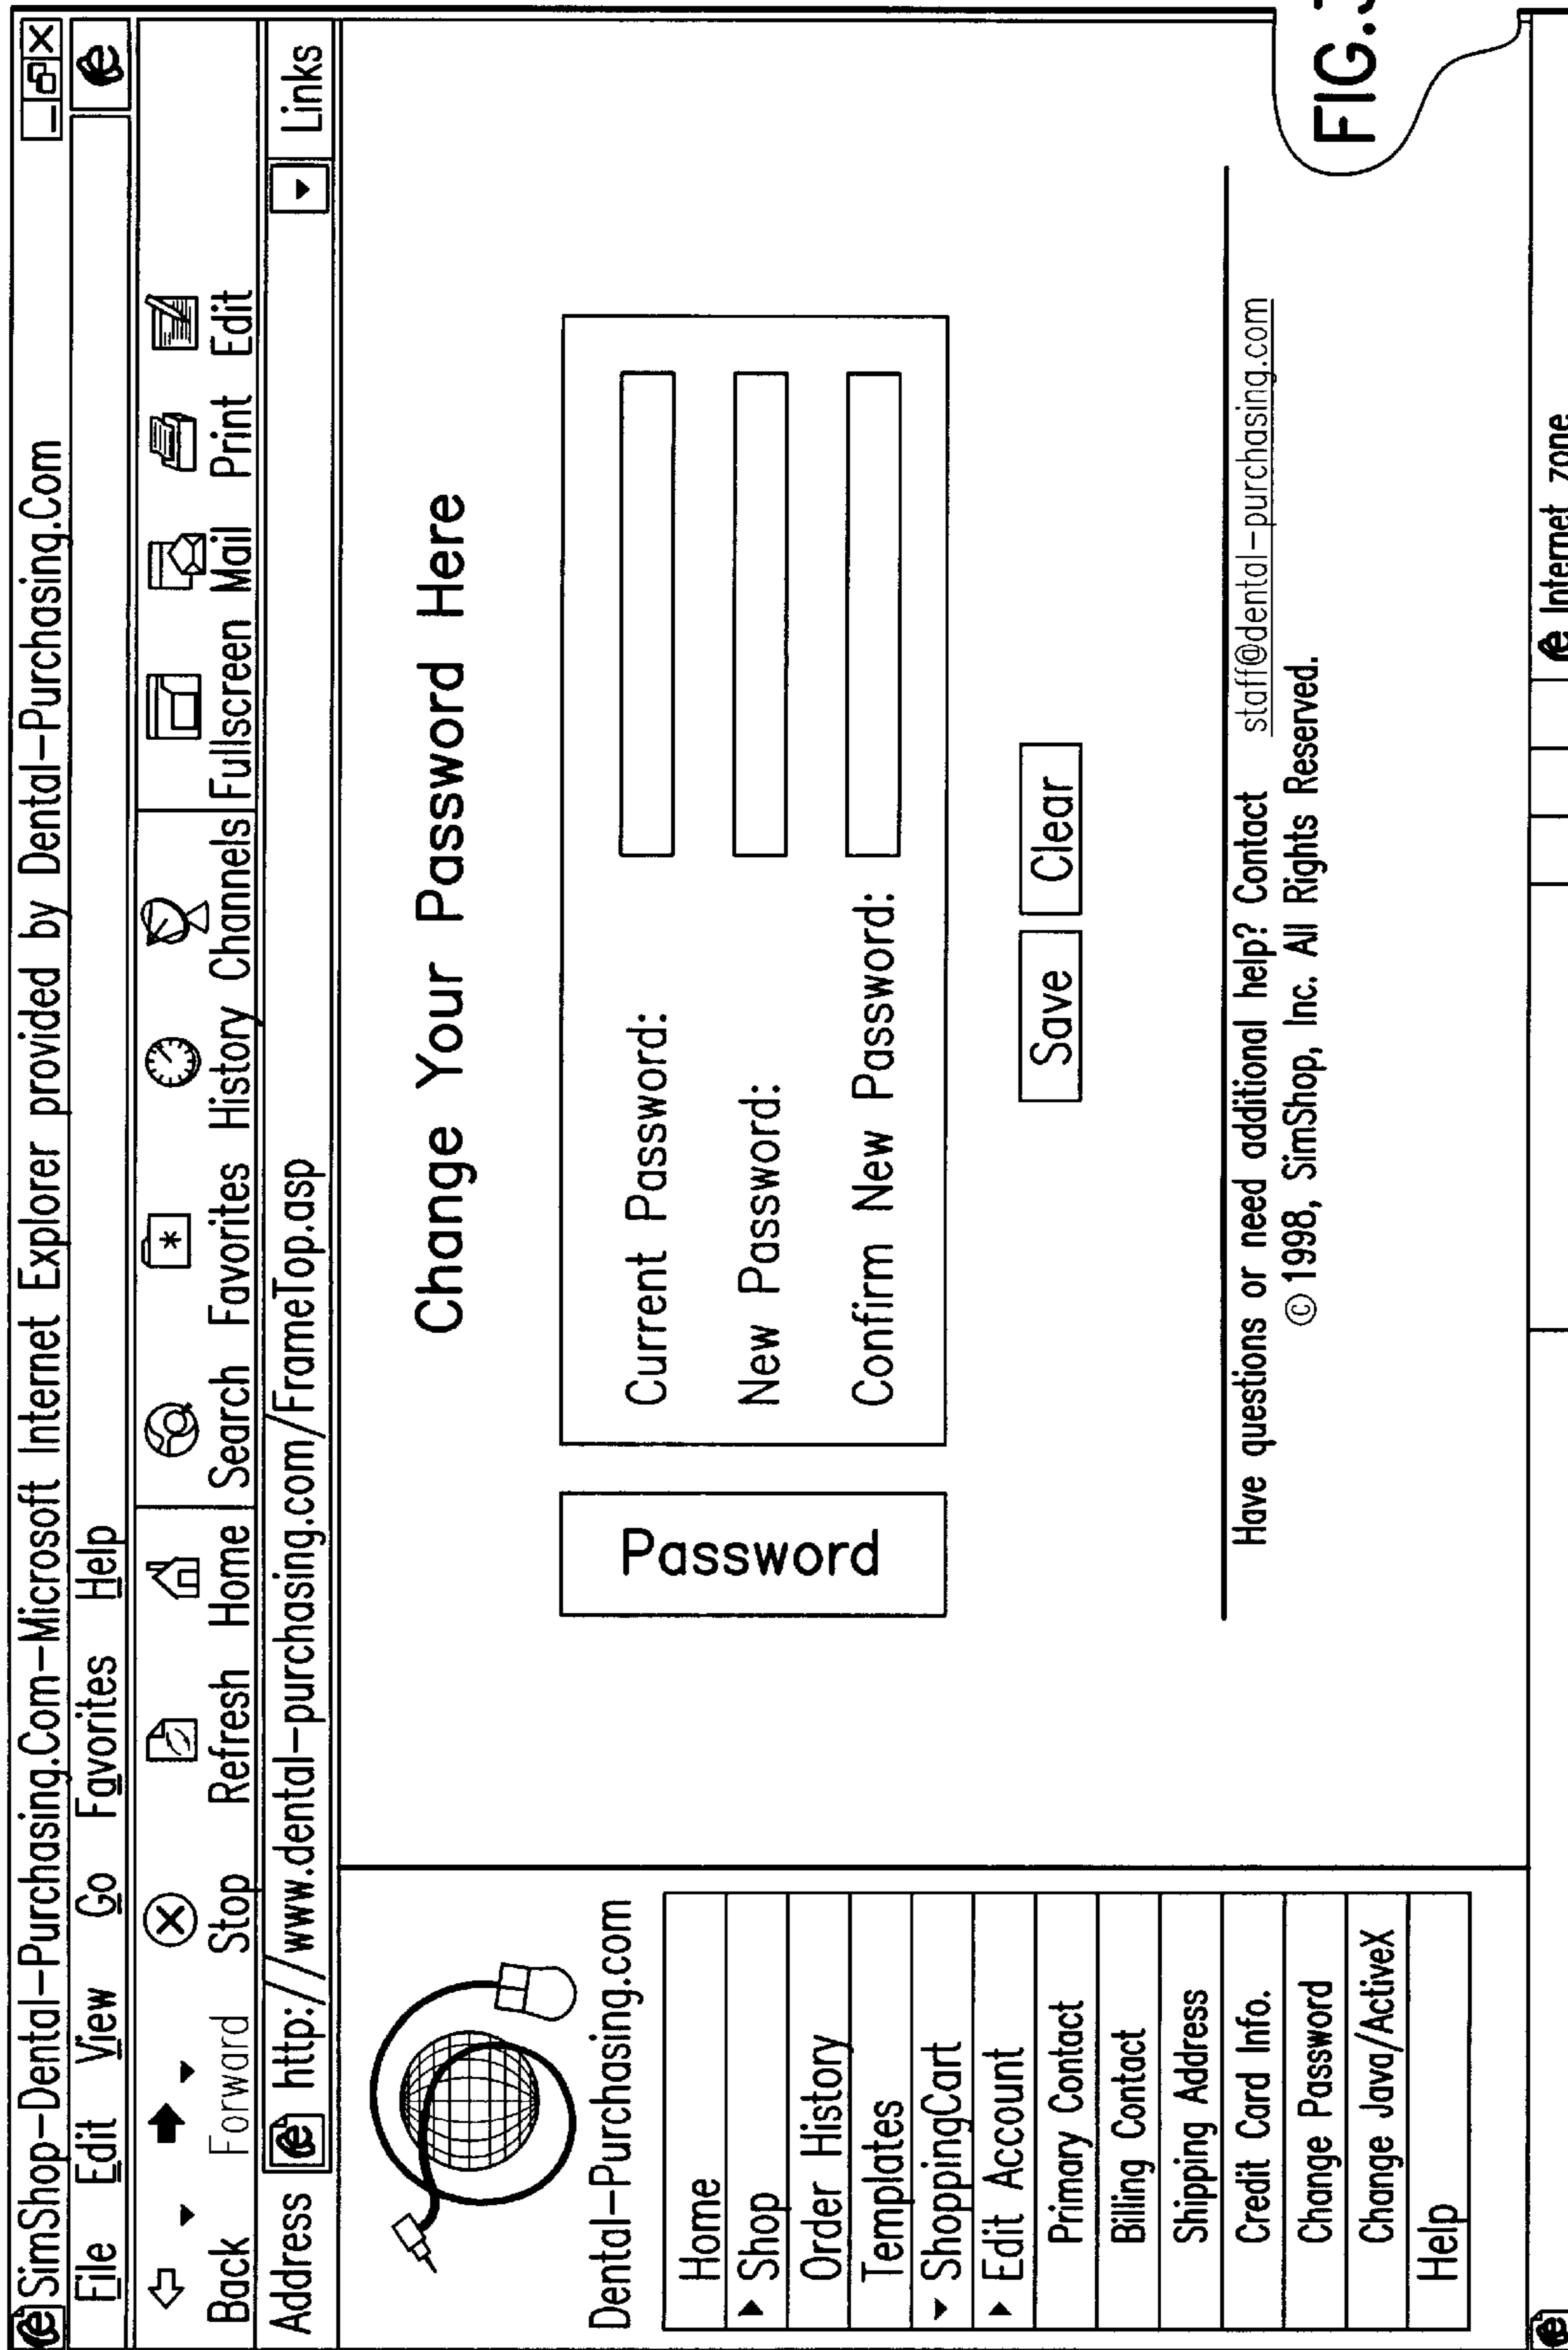 SimShop-Dental-Purchasing.Com-Microsoft Internet Explorer provided by Dental-Purchasing.Com
File Edit View Go Favorites Help
Back Forward Stop Refresh Home Search Favorites History Channels Fullscreen Mail Print Edit
Address http://www.dental-purchasing.com/FrameTop.asp Links
Dental-Purchasing.com
Home
Shop
Order History
Templates
ShoppingCart
Edit Account
Primary Contact
Billing Contact
Shipping Address
Credit Card Info.
Change Password
Change Java/ActiveX
Help
Change Your Password Here
Password
Current Password:
New Password:
Confirm New Password:
Save Clear
Have questions or need additional help? Contact staff@dental-purchasing.com
© 1998, SimShop, Inc. All Rights Reserved.
Internet zone
FIG.